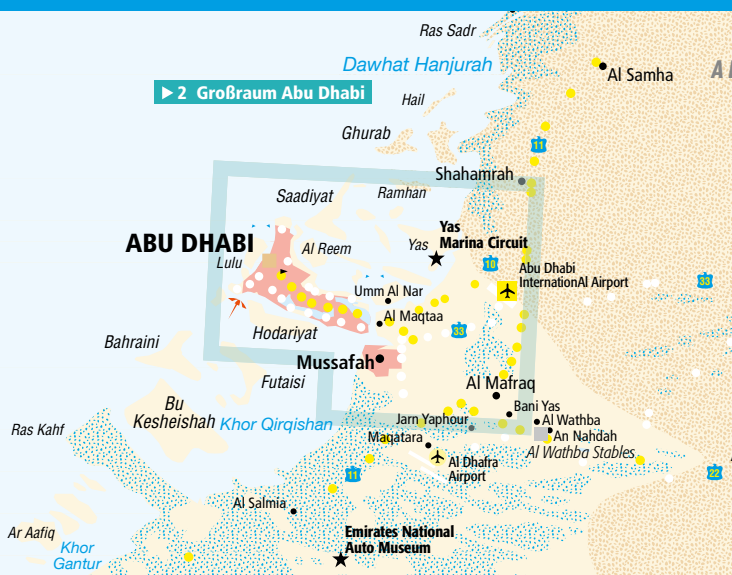 Ras Sadr
Dawhat Hanjurah
Al Samha
2 Großraum Abu Dhabi
Hail
Ghurab
11
Shahamrah
Saadiyat
Ramhan
Yas
Marina Circuit
ABU DHABI
Al Reem
Yas
Lulu
10
Abu Dhabi
InternationAl Airport
33
Umm Al Nar
Al Maqtaa
33
Hodariyat
Bahraini
Mussafah
Futaisi
Al Mafraq
Bu
Kesheishah
Bani Yas
Khor Qirqishan
Jarn Yaphour
Al Wathba
Ras Kahf
Maqatara
An Nahdah
Al Wathba Stables
Al Dhafra
Airport
11
22
Al Salmia
Ar Aafiq
Khor
Gantur
Emirates National
Auto Museum